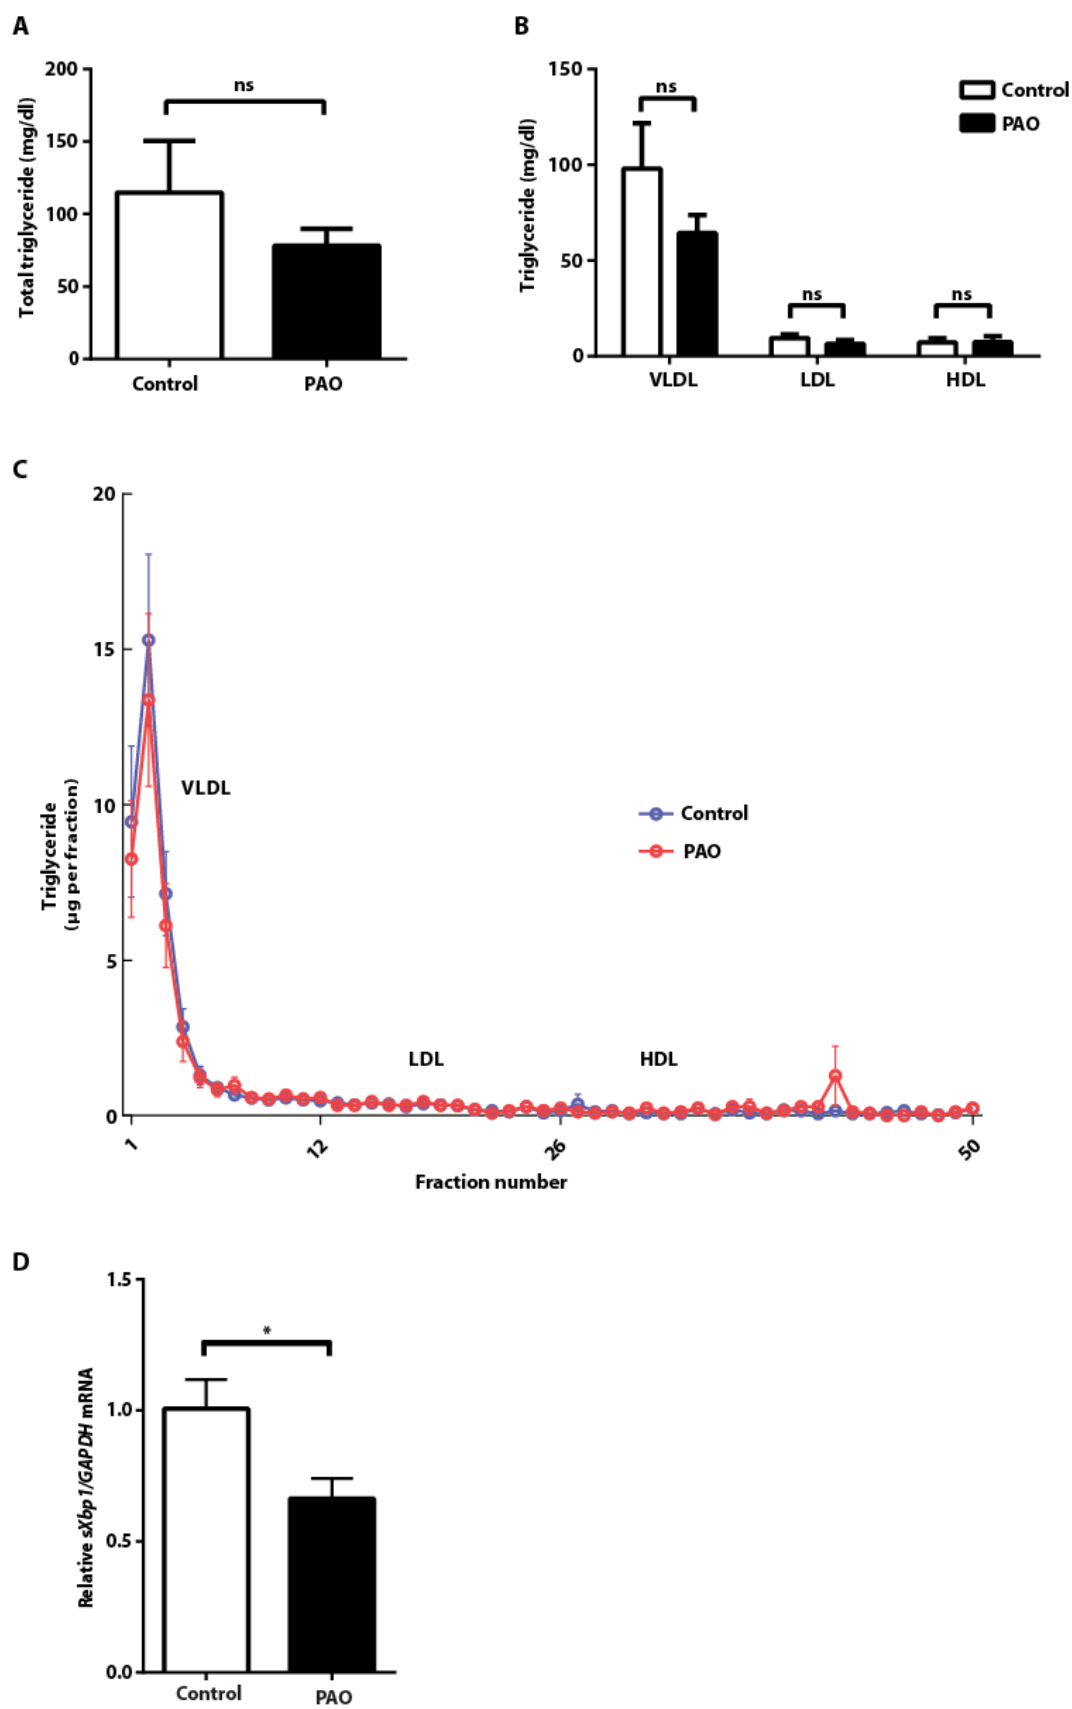 A
Total triglyceride (mg/dl)
200
150
100
50
0
ns
Control
PAO
B
Triglyceride (mg/dl)
150
100
50
0
ns
ns
ns
VLDL
LDL
HDL
Control
PAO
C
Triglyceride
(µg per fraction)
20
15
10
5
0
VLDL
LDL
HDL
Control
PAO
1
12
26
50
Fraction number
D
Relative sXbp1/GAPDH mRNA
1.5
1.0
0.5
0.0
*
Control
PAO